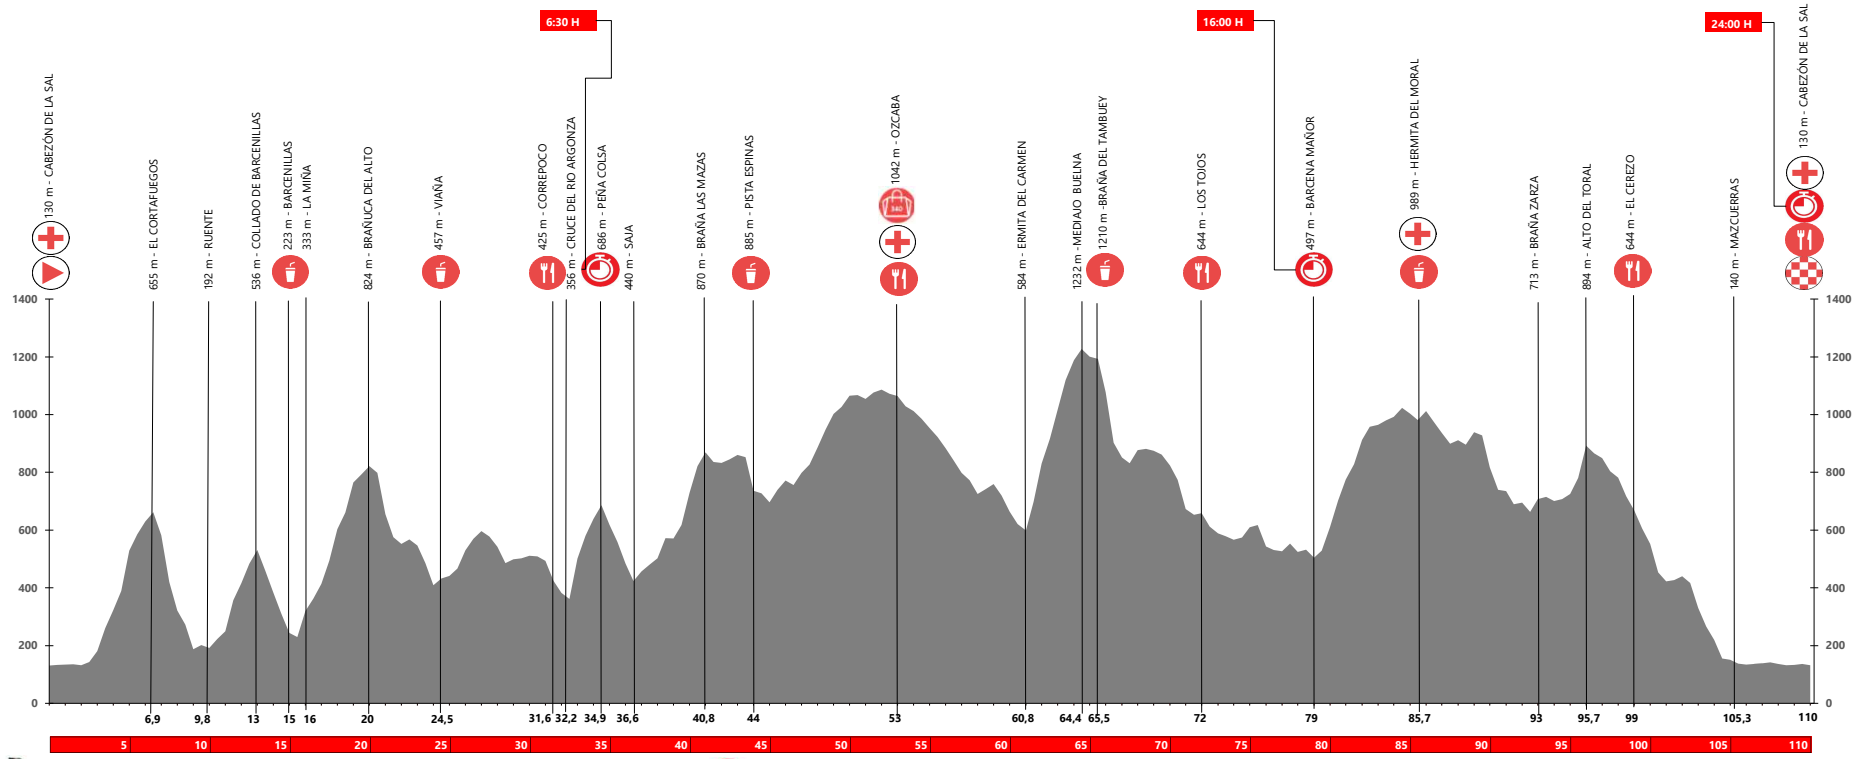 6:30 H
16:00 H
24:00 H
130 m - CABEZÓN DE LA SAL
655 m - EL CORTAFUEGOS
192 m - RUENTE
536 m - COLLADO DE BARCENILLAS
223 m - BARCENILLAS
333 m - LA MIÑA
824 m - BRAÑUCA DEL ALTO
457 m - VIAÑA
425 m - CORREPOCO
356 m - CRUCE DEL RIO ARGONZA
686 m - PEÑA COLSA
440 m - SAJA
870 m - BRAÑA LAS MAZAS
885 m - PISTA ESPINAS
1042 m - OZCABA
584 m - ERMITA DEL CARMEN
1232 m - MEDIAJO BUELNA
1210 m -BRAÑA DEL TAMBUEY
644 m - LOS TOJOS
497 m - BARCENA MAÑOR
989 m - HERMITA DEL MORAL
713 m - BRAÑA ZARZA
894 m - ALTO DEL TORAL
644 m - EL CEREZO
140 m - MAZCUERRAS
130 m - CABEZÓN DE LA SAL
1400 1400
1200 1200
1000 1000
800 800
600 600
400 400
200 200
0 0
6,9 9,8 13 15 16 20 24,5 31,6 32,2 34,9 36,6 40,8 44 53 60,8 64,4 65,5 72 79 85,7 93 95,7 99 105,3 110
5 10 15 20 25 30 35 40 45 50 55 60 65 70 75 80 85 90 95 100 105 110